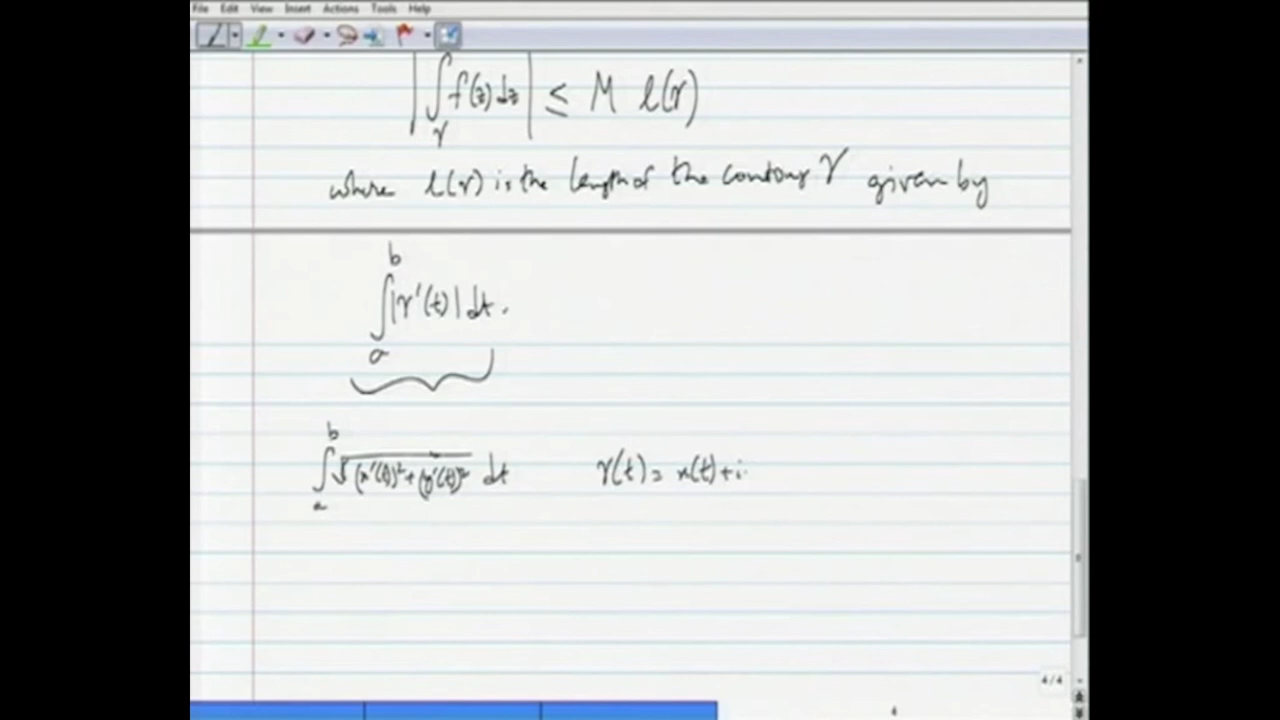 File Edit View Insert Actions Tools Help
|∫_γ f(z) dz| ≤ M l(γ)
where l(γ) is the length of the contour γ given by
∫_a^b |γ'(t)| dt.
∫_a^b √((x'(t))²+(y'(t))²) dt γ(t) = x(t)+i
4/4
4